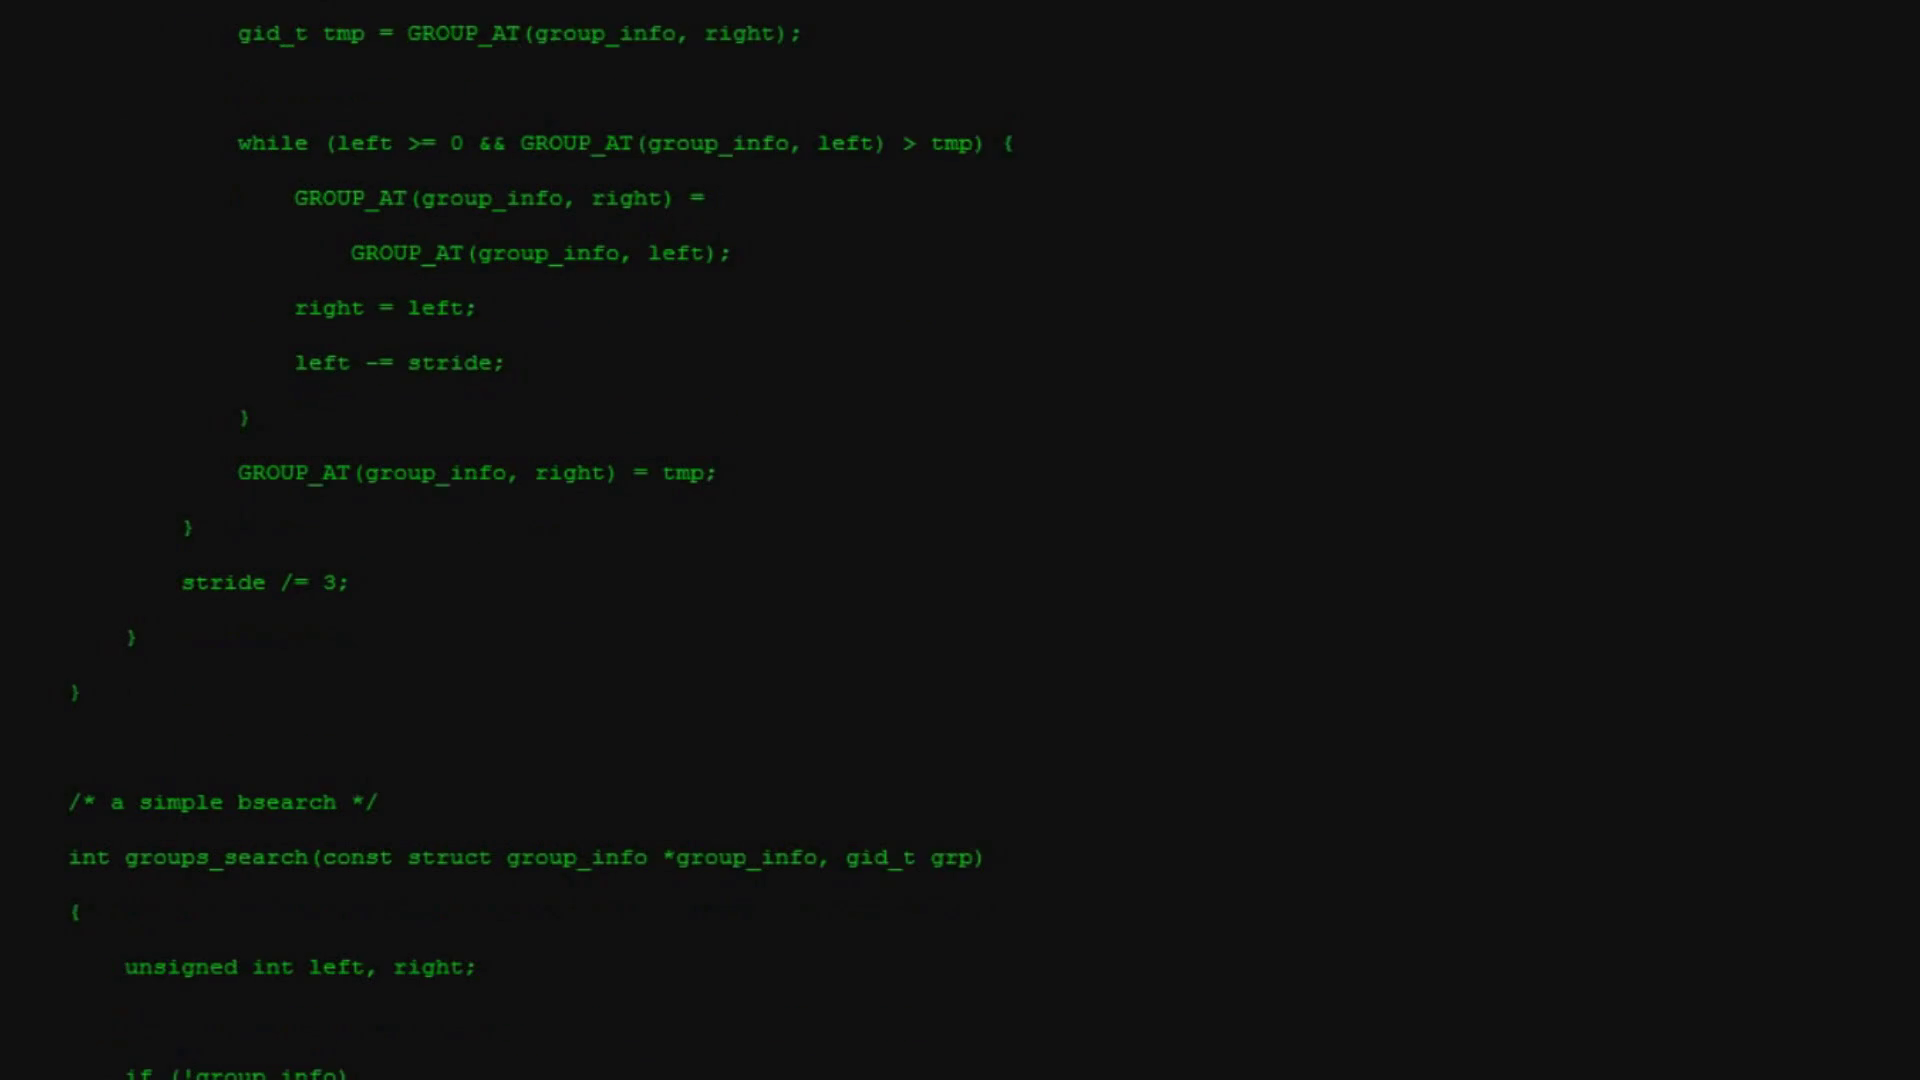 gid_t tmp = GROUP_AT(group_info, right);
while (left >= 0 && GROUP_AT(group_info, left) > tmp) {
GROUP_AT(group_info, right) =
GROUP_AT(group_info, left);
right = left;
left -= stride;
}
GROUP_AT(group_info, right) = tmp;
}
stride /= 3;
}
}
/* a simple bsearch */
int groups_search(const struct group_info *group_info, gid_t grp)
{
unsigned int left, right;
if (!group_info)